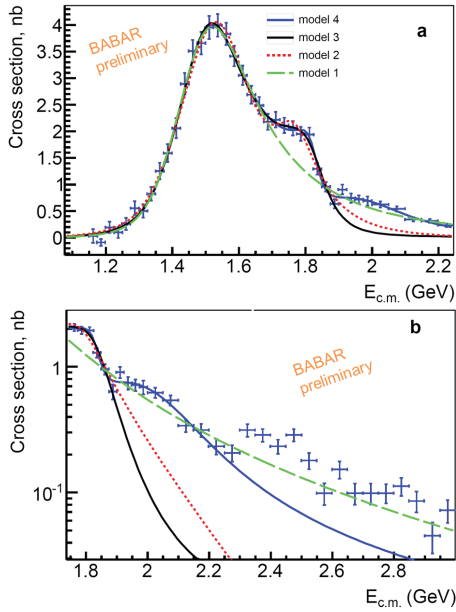 BABAR
preliminary
a
model 4
model 3
model 2
model 1
Cross section, nb
4
3.5
3
2.5
2
1.5
1
0.5
0
1.2 1.4 1.6 1.8 2 2.2
E c.m. (GeV)
b
BABAR
preliminary
Cross section, nb
1
10-1
1.8 2 2.2 2.4 2.6 2.8
E c.m. (GeV)